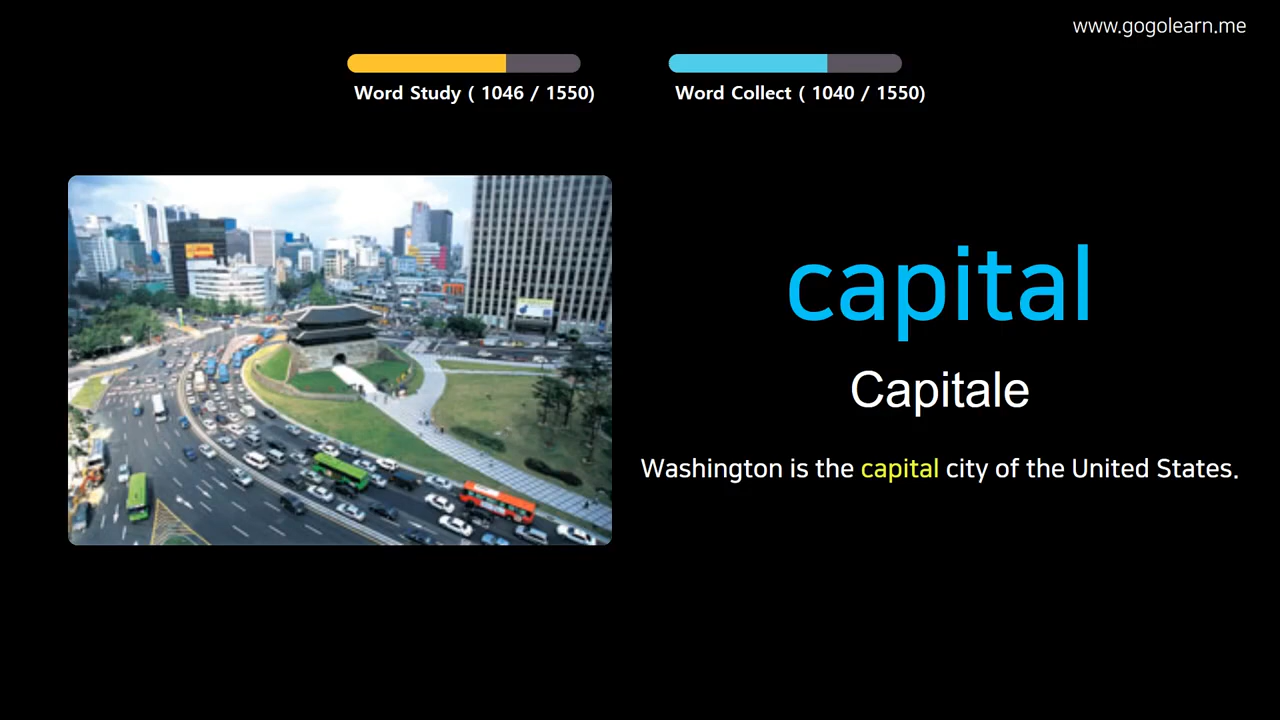 www.gogolearn.me
Word Study ( 1046 / 1550)
Word Collect ( 1040 / 1550)
capital
Capitale
Washington is the capital city of the United States.